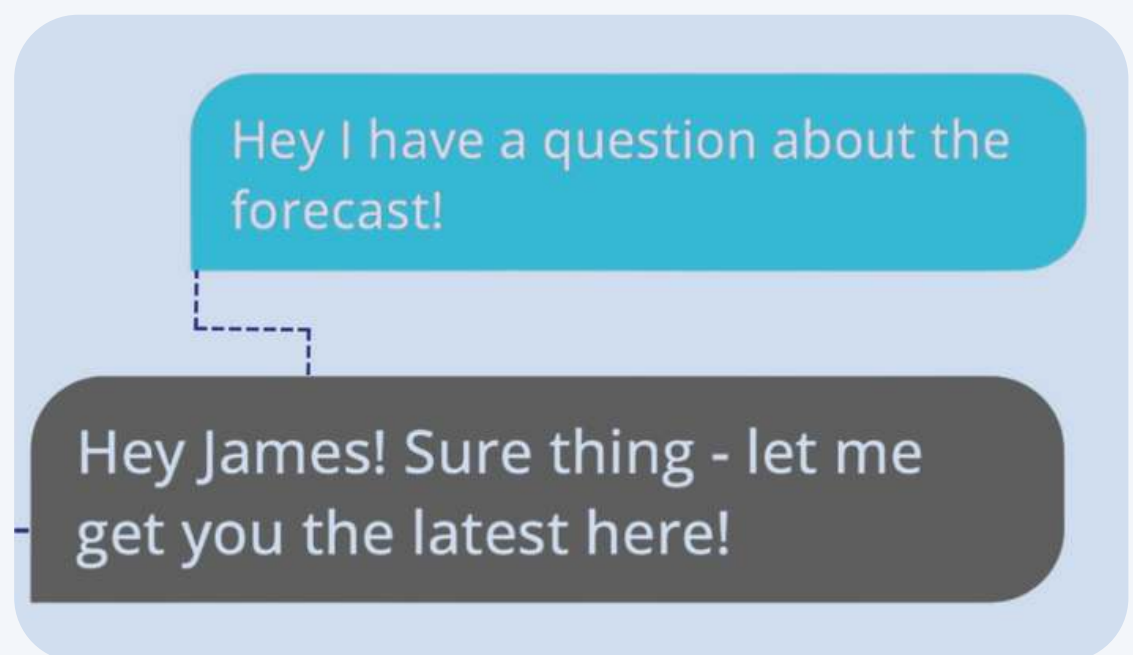 Hey I have a question about the
forecast!
Hey James! Sure thing - let me
get you the latest here!